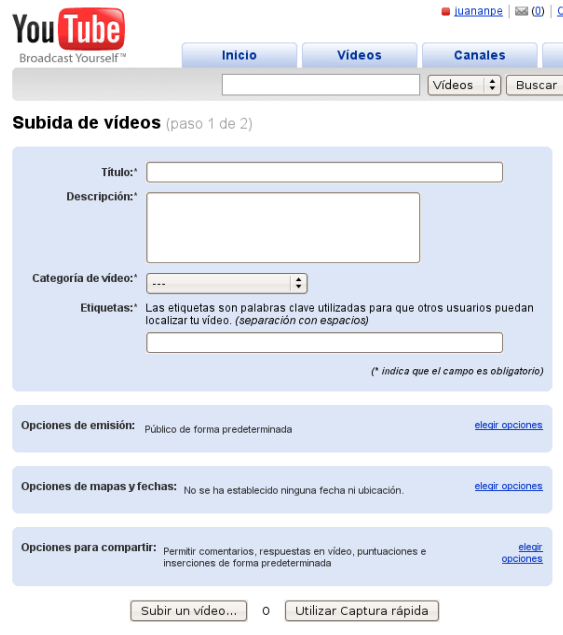 juananpe (0)
YouTube
Broadcast Yourself™
Inicio Vídeos Canales
Vídeos Buscar
Subida de vídeos (paso 1 de 2)
Título:*
Descripción:*
Categoría de vídeo:* ---
Etiquetas:* Las etiquetas son palabras clave utilizadas para que otros usuarios puedan
localizar tu vídeo. (separación con espacios)
(* indica que el campo es obligatorio)
Opciones de emisión: Público de forma predeterminada elegir opciones
Opciones de mapas y fechas: No se ha establecido ninguna fecha ni ubicación. elegir opciones
Opciones para compartir: Permitir comentarios, respuestas en vídeo, puntuaciones e elegir
inserciones de forma predeterminada opciones
Subir un vídeo... O Utilizar Captura rápida